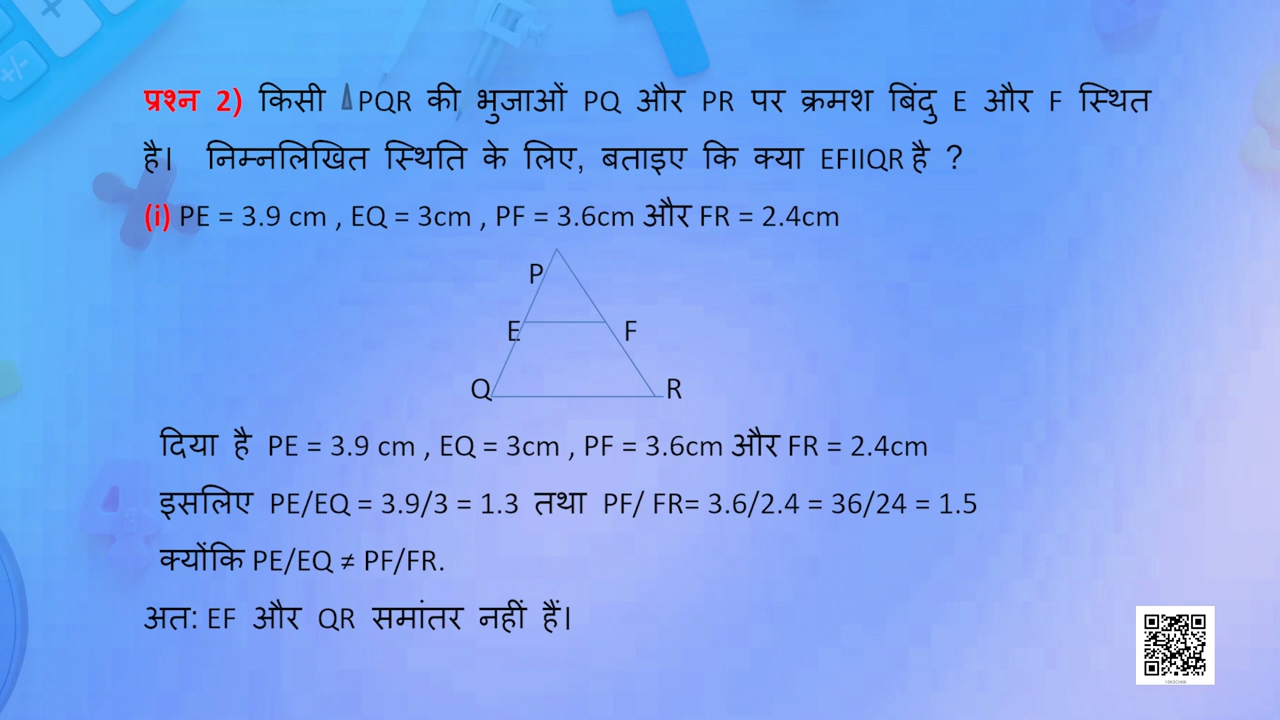 प्रश्न 2) किसी ΔPQR की भुजाओं PQ और PR पर क्रमश बिंदु E और F स्थित
है। निम्नलिखित स्थिति के लिए, बताइए कि क्या EFIIQR है ?
(i) PE = 3.9 cm , EQ = 3cm , PF = 3.6cm और FR = 2.4cm
P
E F
Q R
दिया है PE = 3.9 cm , EQ = 3cm , PF = 3.6cm और FR = 2.4cm
इसलिए PE/EQ = 3.9/3 = 1.3 तथा PF/ FR= 3.6/2.4 = 36/24 = 1.5
क्योंकि PE/EQ ≠ PF/FR.
अत: EF और QR समांतर नहीं हैं।